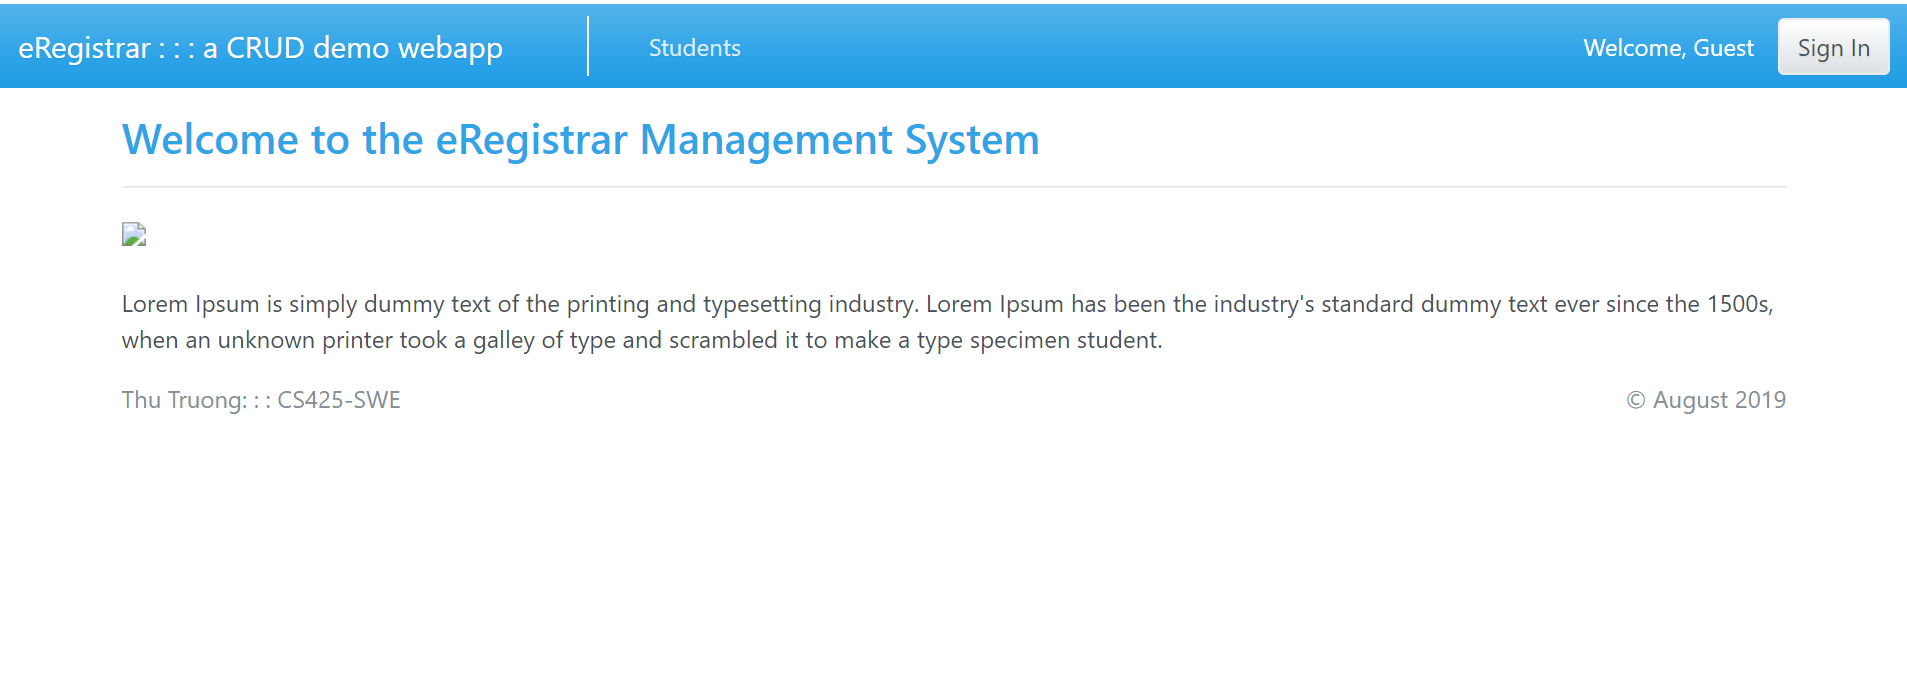 eRegistrar : : : a CRUD demo webapp
Students
Welcome, Guest
Sign In
Welcome to the eRegistrar Management System
Lorem Ipsum is simply dummy text of the printing and typesetting industry. Lorem Ipsum has been the industry's standard dummy text ever since the 1500s,
when an unknown printer took a galley of type and scrambled it to make a type specimen student.
Thu Truong: : : CS425-SWE
© August 2019